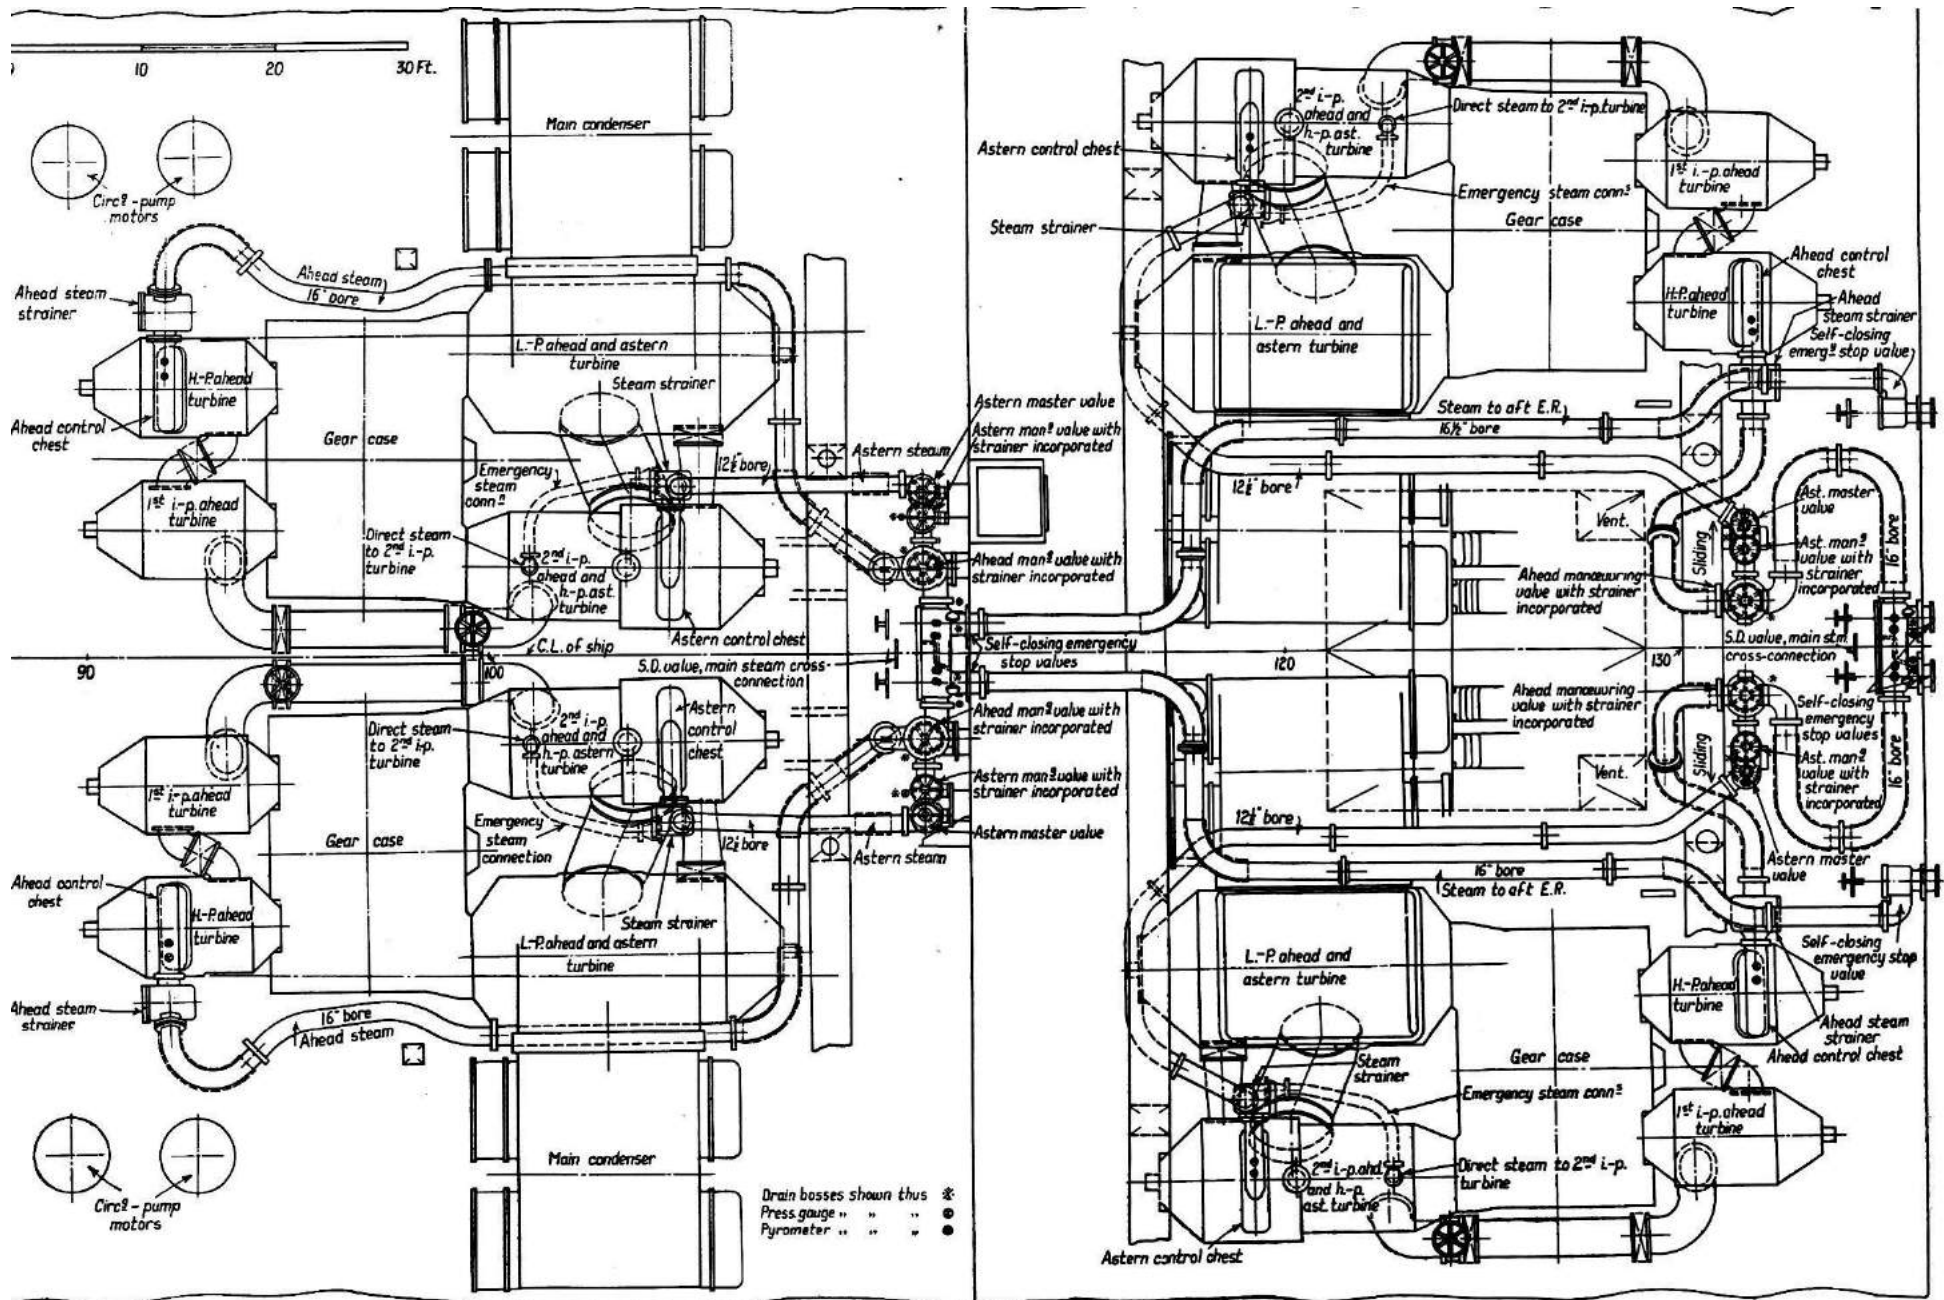 10 20 30 Ft.
Main condenser
Circ⁹-pump
motors
Ahead steam
16" bore
Ahead steam
strainer
L.-P. ahead and astern
turbine
Steam strainer
H.-P. ahead
turbine
Ahead control
chest
Gear case
Astern master valve
Astern man⁹ valve with
strainer incorporated
Astern steam
12½" bore
Emergency
steam
connⁿ
1st i.-p. ahead
turbine
Direct steam
to 2nd i.-p.
turbine
2nd i.-p.
ahead and
h.-p. ast.
turbine
Ahead man⁹ valve with
strainer incorporated
Astern control chest
Self-closing emergency
stop valves
C.L. of ship
S.D. valve, main steam cross-
connection
90
100
Direct steam
to 2nd i.-p.
turbine
2nd i.-p.
ahead and
h.-p. astern
turbine
Astern
control
chest
Ahead man⁹ valve with
strainer incorporated
1st i.-p. ahead
turbine
Astern man⁹ valve with
strainer incorporated
Emergency
steam
connection
12½" bore
Astern master valve
Astern steam
Gear case
Ahead control
chest
H.-P. ahead
turbine
Steam strainer
L.-P. ahead and astern
turbine
Ahead steam
strainer
16" bore
Ahead steam
Main condenser
Circ⁹-pump
motors
Drain bosses shown thus
Press. gauge " " "
Pyrometer " " "
2nd i.-p.
ahead and
h.-p. ast.
turbine
Direct steam to 2nd i.-p. turbine
Astern control chest
1st i.-p. ahead
turbine
Emergency steam connˢ
Gear case
Steam strainer
Ahead control
chest
H.-P. ahead
turbine
Ahead
steam strainer
Self-closing
emergʸ stop valve
L.-P. ahead and
astern turbine
Steam to aft E.R.
16½" bore
12½" bore
Vent.
Ast. master
valve
Sliding
Ast. man⁹
valve with
strainer
incorporated
16" bore
Ahead manœuvring
valve with strainer
incorporated
S.D. valve, main stm.
cross-connection
120
130
Ahead manœuvring
valve with strainer
incorporated
Self-closing
emergency
stop valves
Sliding
Ast. man⁹
valve with
strainer
incorporated
16" bore
Vent.
12½" bore
Astern master
valve
16" bore
Steam to aft E.R.
L.-P. ahead and
astern turbine
Self-closing
emergency stop
valve
H.-P. ahead
turbine
Ahead steam
strainer
Ahead control chest
Gear case
Steam
strainer
Emergency steam connˢ
1st i.-p. ahead
turbine
2nd i.-p. ahd.
and h.-p.
ast. turbine
Direct steam to 2nd i.-p.
turbine
Astern control chest